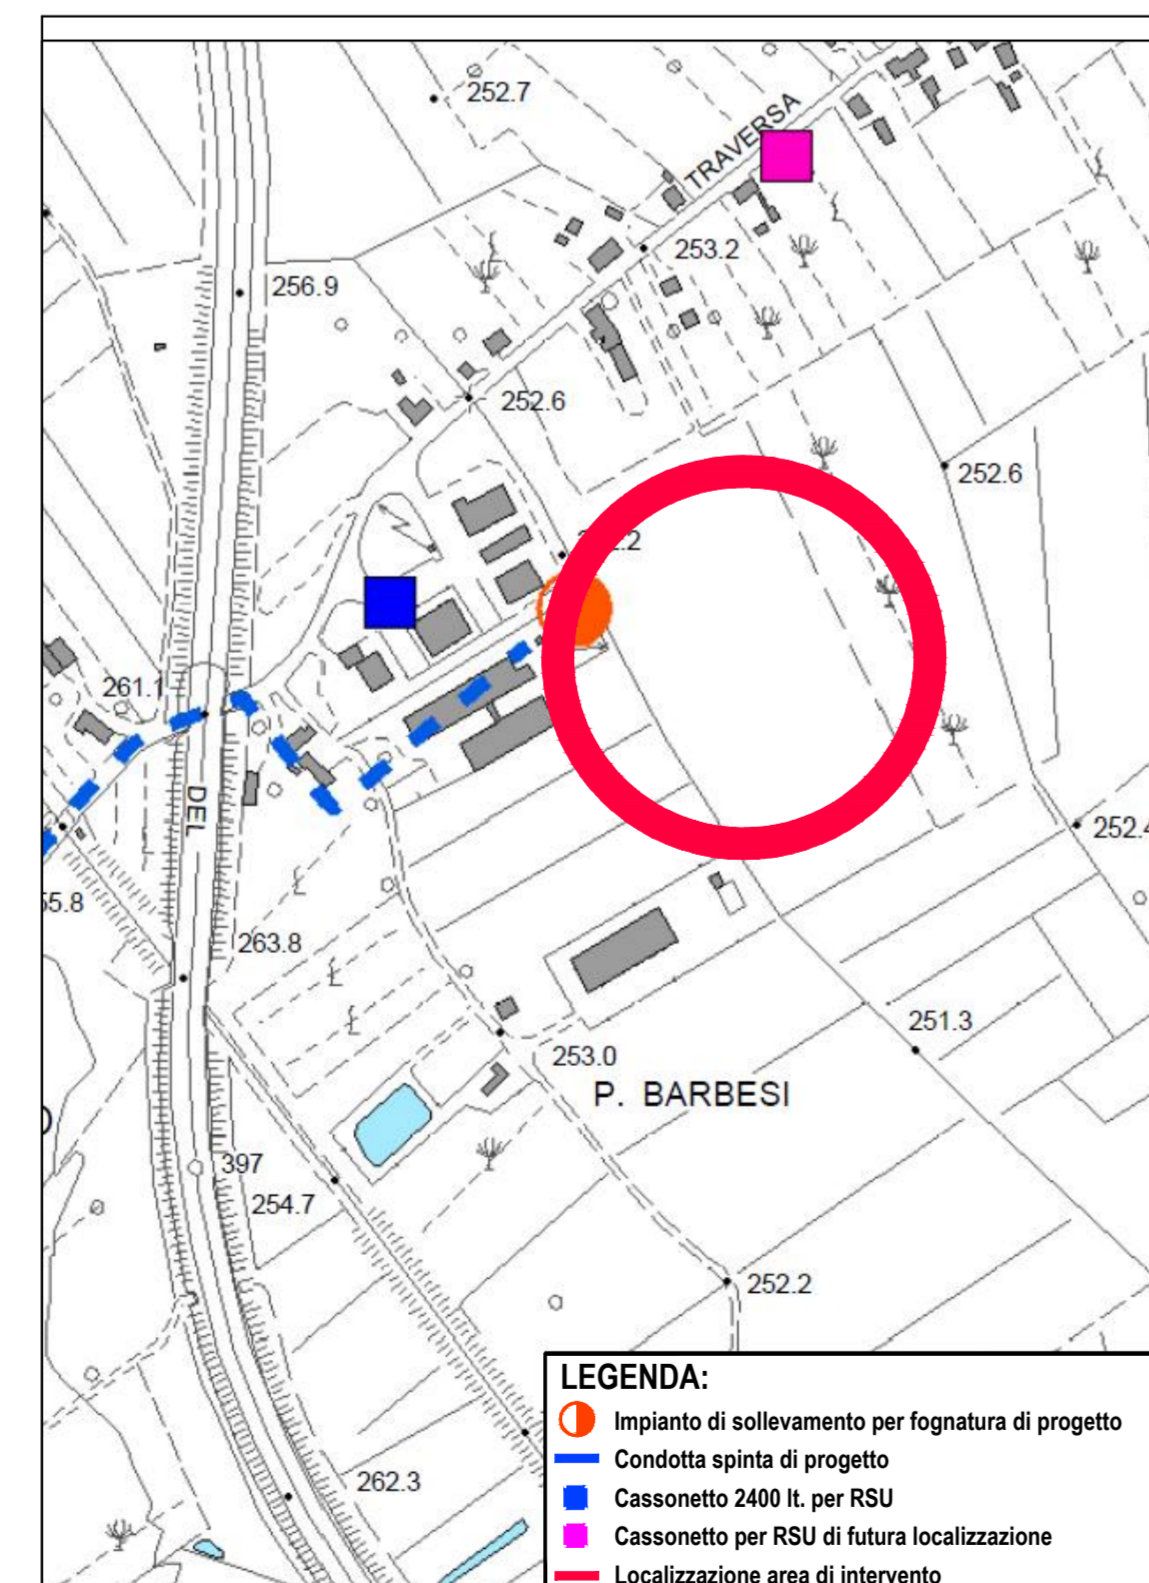 252.7
TRAVERSA
253.2
256.9
252.6
252.6
261.1
DEL
252.4
55.8
263.8
251.3
253.0
P. BARBESI
397
254.7
252.2
262.3
LEGENDA:
Impianto di sollevamento per fognatura di progetto
Condotta spinta di progetto
Cassonetto 2400 lt. per RSU
Cassonetto per RSU di futura localizzazione
Localizzazione area di intervento